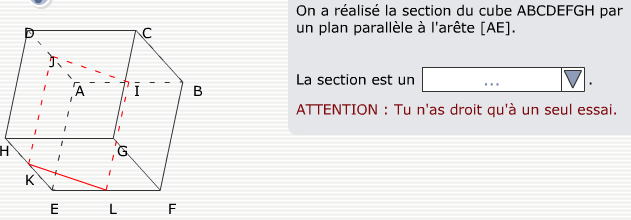 On a réalisé la section du cube ABCDEFGH par
un plan parallèle à l'arête [AE].
La section est un ... .
ATTENTION : Tu n'as droit qu'à un seul essai.
D C
J
A I B
H G
K
E L F